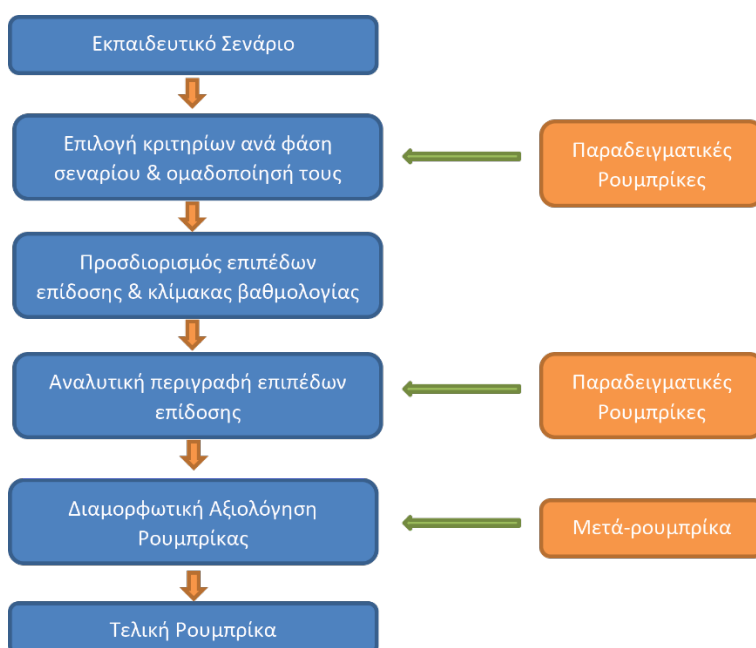 Εκπαιδευτικό Σενάριο
Επιλογή κριτηρίων ανά φάση
σεναρίου & ομαδοποίησή τους
Παραδειγματικές
Ρουμπρίκες
Προσδιορισμός επιπέδων
επίδοσης & κλίμακας βαθμολογίας
Αναλυτική περιγραφή επιπέδων
επίδοσης
Παραδειγματικές
Ρουμπρίκες
Διαμορφωτική Αξιολόγηση
Ρουμπρίκας
Μετά-ρουμπρίκα
Τελική Ρουμπρίκα